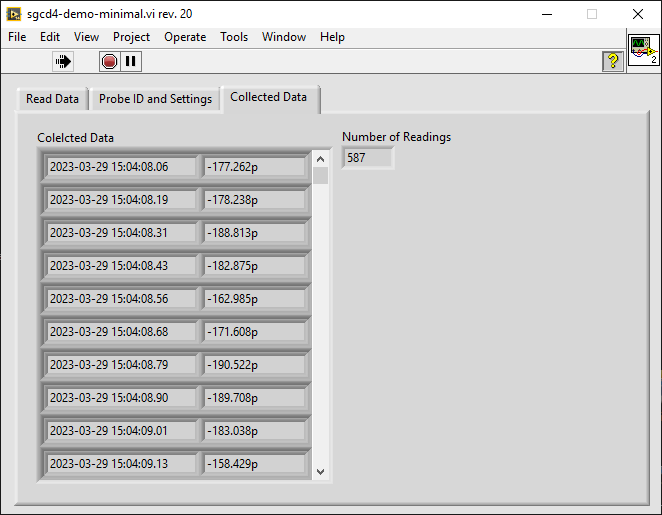 sgcd4-demo-minimal.vi rev. 20
File Edit View Project Operate Tools Window Help
? 2
Read Data Probe ID and Settings Collected Data
Colelcted Data
2023-03-29 15:04:08.06 -177.262p
2023-03-29 15:04:08.19 -178.238p
2023-03-29 15:04:08.31 -188.813p
2023-03-29 15:04:08.43 -182.875p
2023-03-29 15:04:08.56 -162.985p
2023-03-29 15:04:08.68 -171.608p
2023-03-29 15:04:08.79 -190.522p
2023-03-29 15:04:08.90 -189.708p
2023-03-29 15:04:09.01 -183.038p
2023-03-29 15:04:09.13 -158.429p
Number of Readings
587